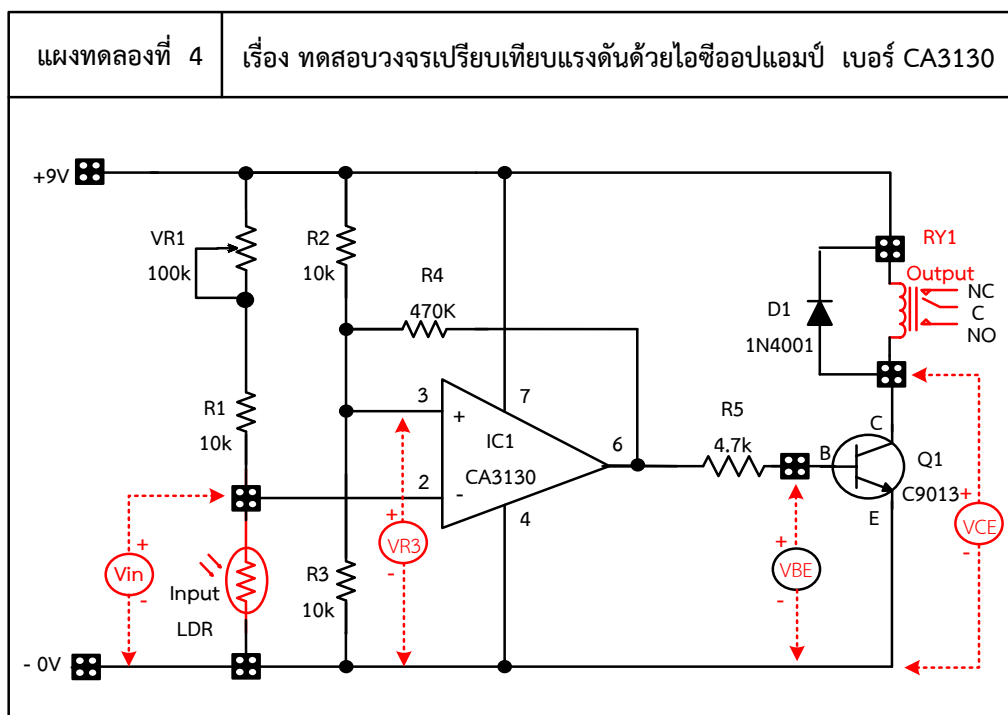 แผงทดลองที่ 4
เรื่อง ทดสอบวงจรเปรียบเทียบแรงดันด้วยไอซีออปแอมป์ เบอร์ CA3130
+9V
VR1
100k
R2
10k
R4
470K
RY1
Output
NC
C
NO
D1
1N4001
R1
10k
3
+
7
IC1
CA3130
6
2
-
4
R5
4.7k
B
C
E
Q1
C9013
+
VCE
-
+
Vin
-
Input
LDR
+
VR3
-
R3
10k
+
VBE
-
- 0V